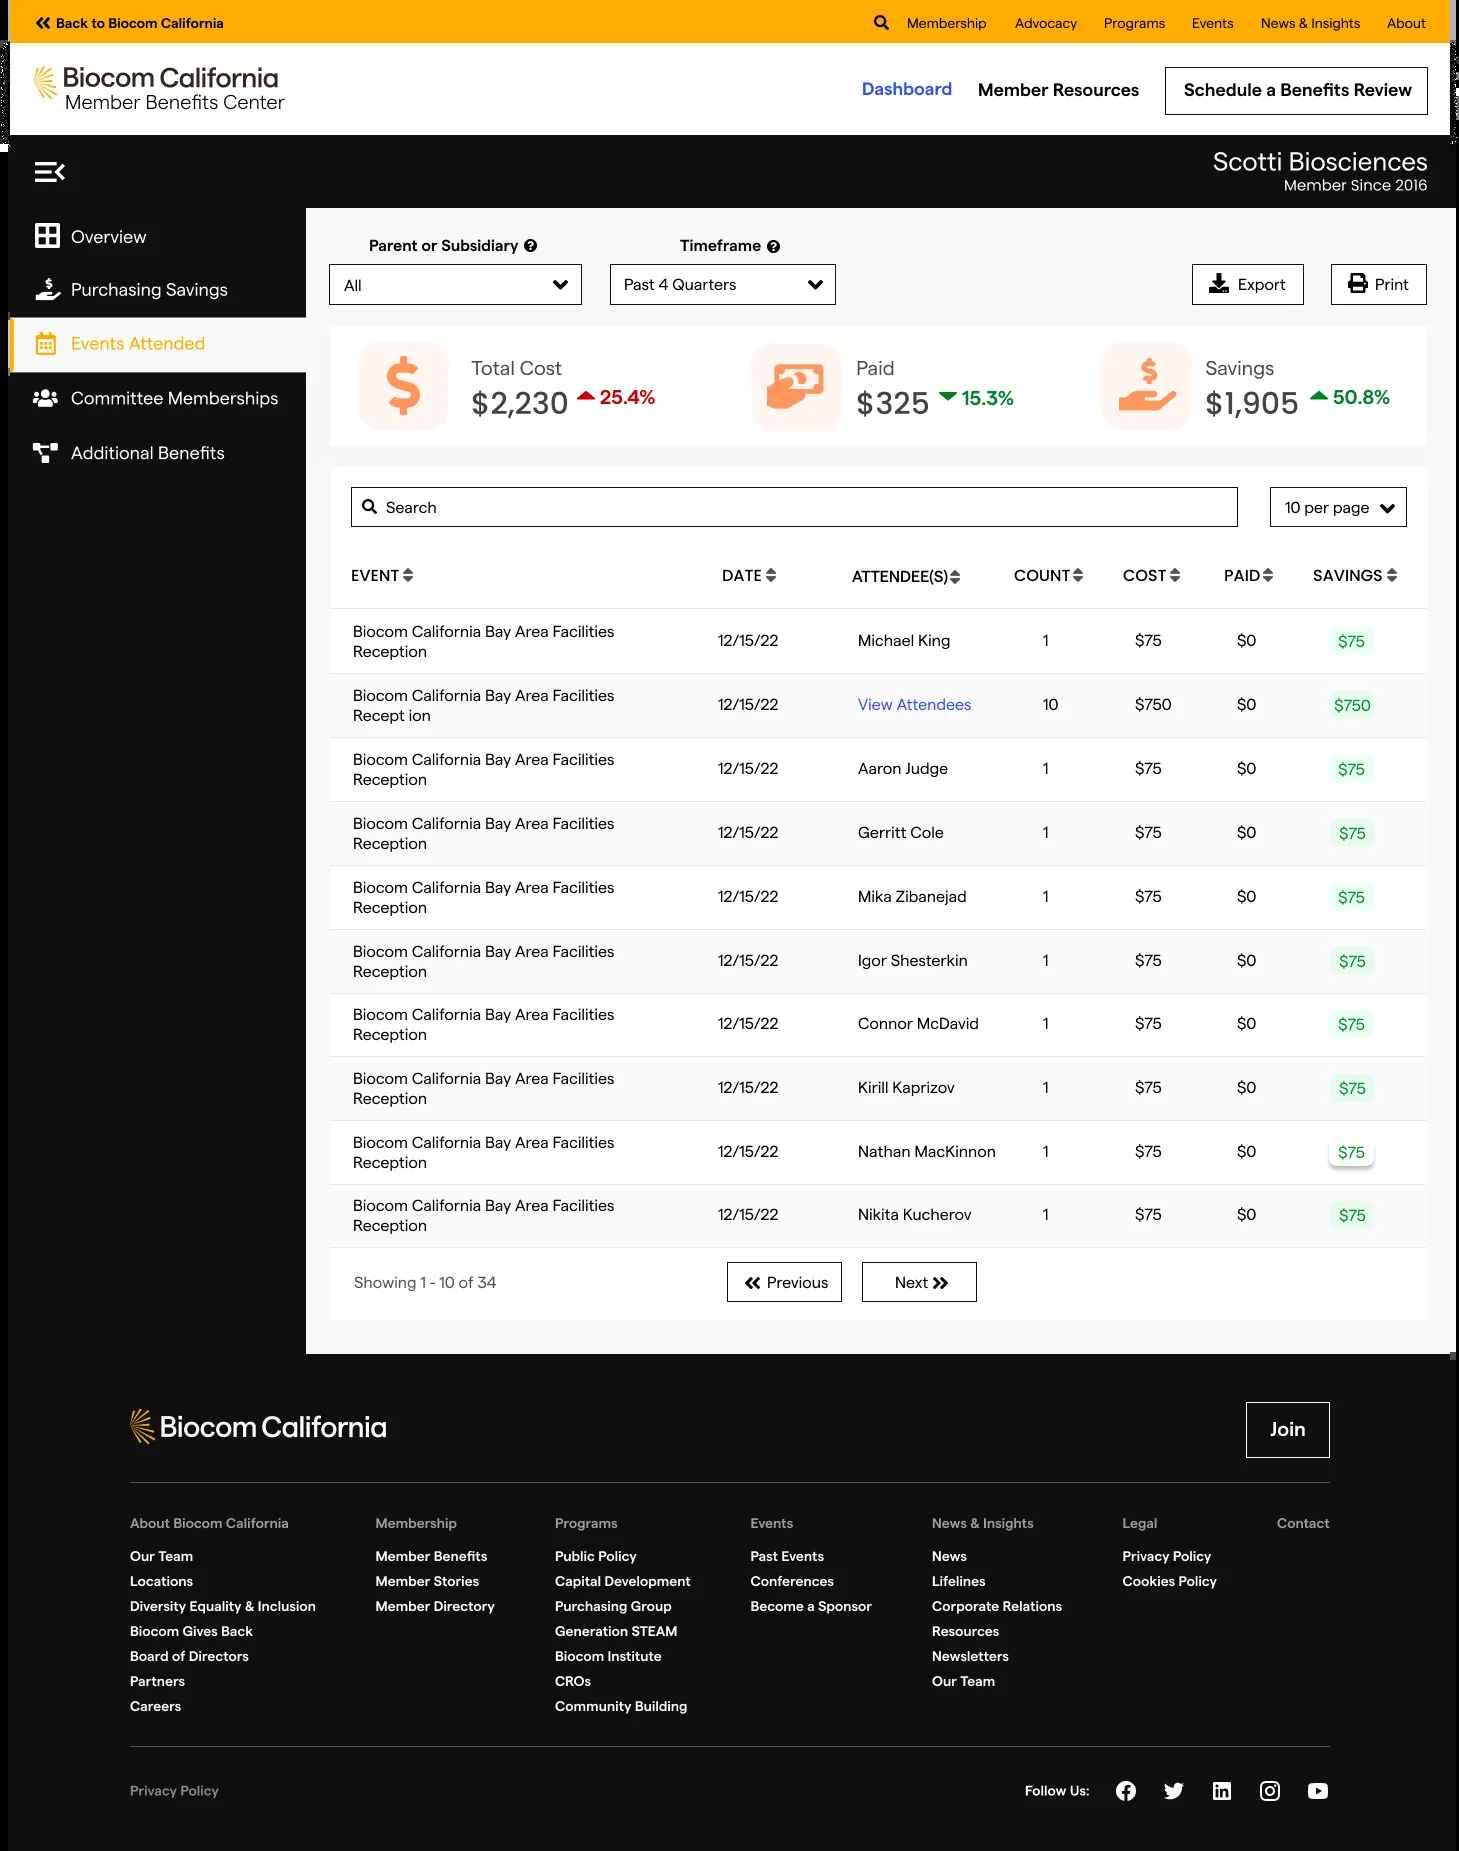 Back to Biocom California
Membership Advocacy Programs Events News & Insights About
Biocom California
Member Benefits Center
Dashboard Member Resources Schedule a Benefits Review
Scotti Biosciences
Member Since 2016
Overview
Purchasing Savings
Events Attended
Committee Memberships
Additional Benefits
Parent or Subsidiary Timeframe
All Past 4 Quarters Export Print
Total Cost Paid Savings
$2,230 25.4% $325 15.3% $1,905 50.8%
Search 10 per page
EVENT DATE ATTENDEE(S) COUNT COST PAID SAVINGS
Biocom California Bay Area Facilities
Reception 12/15/22 Michael King 1 $75 $0 $75
Biocom California Bay Area Facilities
Recept ion 12/15/22 View Attendees 10 $750 $0 $750
Biocom California Bay Area Facilities
Reception 12/15/22 Aaron Judge 1 $75 $0 $75
Biocom California Bay Area Facilities
Reception 12/15/22 Gerritt Cole 1 $75 $0 $75
Biocom California Bay Area Facilities
Reception 12/15/22 Mika Zibanejad 1 $75 $0 $75
Biocom California Bay Area Facilities
Reception 12/15/22 Igor Shesterkin 1 $75 $0 $75
Biocom California Bay Area Facilities
Reception 12/15/22 Connor McDavid 1 $75 $0 $75
Biocom California Bay Area Facilities
Reception 12/15/22 Kirill Kaprizov 1 $75 $0 $75
Biocom California Bay Area Facilities
Reception 12/15/22 Nathan MacKinnon 1 $75 $0 $75
Biocom California Bay Area Facilities
Reception 12/15/22 Nikita Kucherov 1 $75 $0 $75
Showing 1 - 10 of 34 Previous Next
Biocom California Join
About Biocom California
Our Team
Locations
Diversity Equality & Inclusion
Biocom Gives Back
Board of Directors
Partners
Careers
Membership
Member Benefits
Member Stories
Member Directory
Programs
Public Policy
Capital Development
Purchasing Group
Generation STEAM
Biocom Institute
CROs
Community Building
Events
Past Events
Conferences
Become a Sponsor
News & Insights
News
Lifelines
Corporate Relations
Resources
Newsletters
Our Team
Legal
Privacy Policy
Cookies Policy
Contact
Privacy Policy Follow Us: